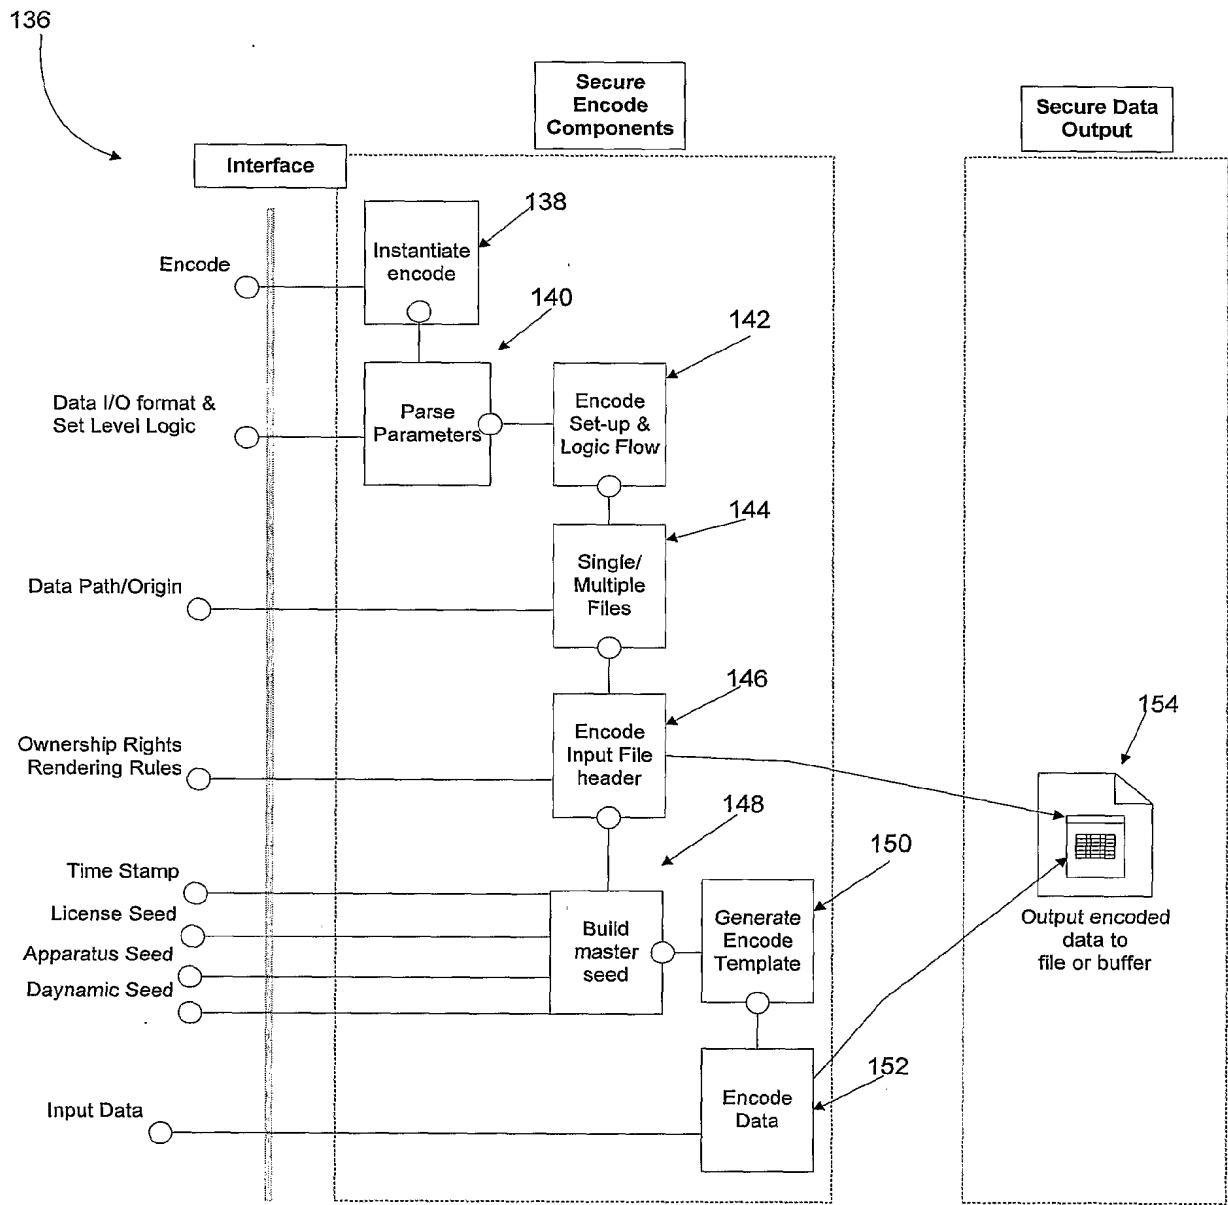 136
Secure
Encode
Components
Secure Data
Output
Interface
138
Instantiate
encode
Encode
140
142
Data I/O format &
Set Level Logic
Parse
Parameters
Encode
Set-up &
Logic Flow
144
Single/
Multiple
Files
Data Path/Origin
146
Encode
Input File
header
Ownership Rights
Rendering Rules
154
148
150
Time Stamp
License Seed
Apparatus Seed
Daynamic Seed
Build
master
seed
Generate
Encode
Template
Output encoded
data to
file or buffer
152
Encode
Data
Input Data